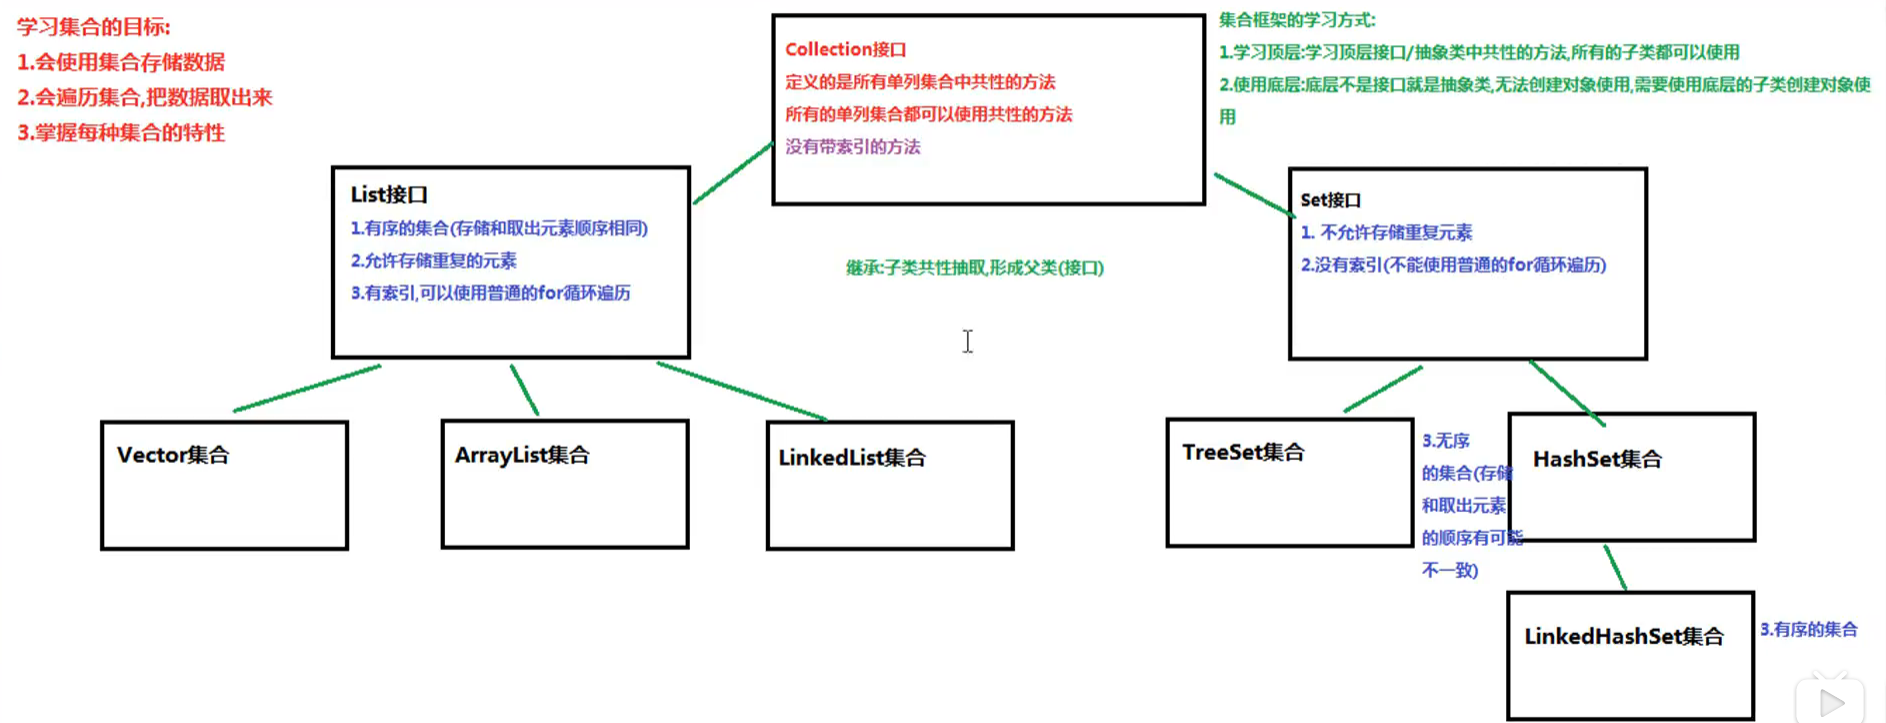 学习集合的目标:
1.会使用集合存储数据
2.会遍历集合,把数据取出来
3.掌握每种集合的特性
Collection接口
定义的是所有单列集合中共性的方法
所有的单列集合都可以使用共性的方法
没有带索引的方法
集合框架的学习方式:
1.学习顶层:学习顶层接口/抽象类中共性的方法,所有的子类都可以使用
2.使用底层:底层不是接口就是抽象类,无法创建对象使用,需要使用底层的子类创建对象使
用
List接口
1.有序的集合(存储和取出元素顺序相同)
2.允许存储重复的元素
3.有索引,可以使用普通的for循环遍历
继承:子类共性抽取,形成父类(接口)
Set接口
1. 不允许存储重复元素
2.没有索引(不能使用普通的for循环遍历)
Vector集合
ArrayList集合
LinkedList集合
TreeSet集合
3.无序
的集合(存储
和取出元素
的顺序有可能
不一致)
HashSet集合
LinkedHashSet集合
3.有序的集合